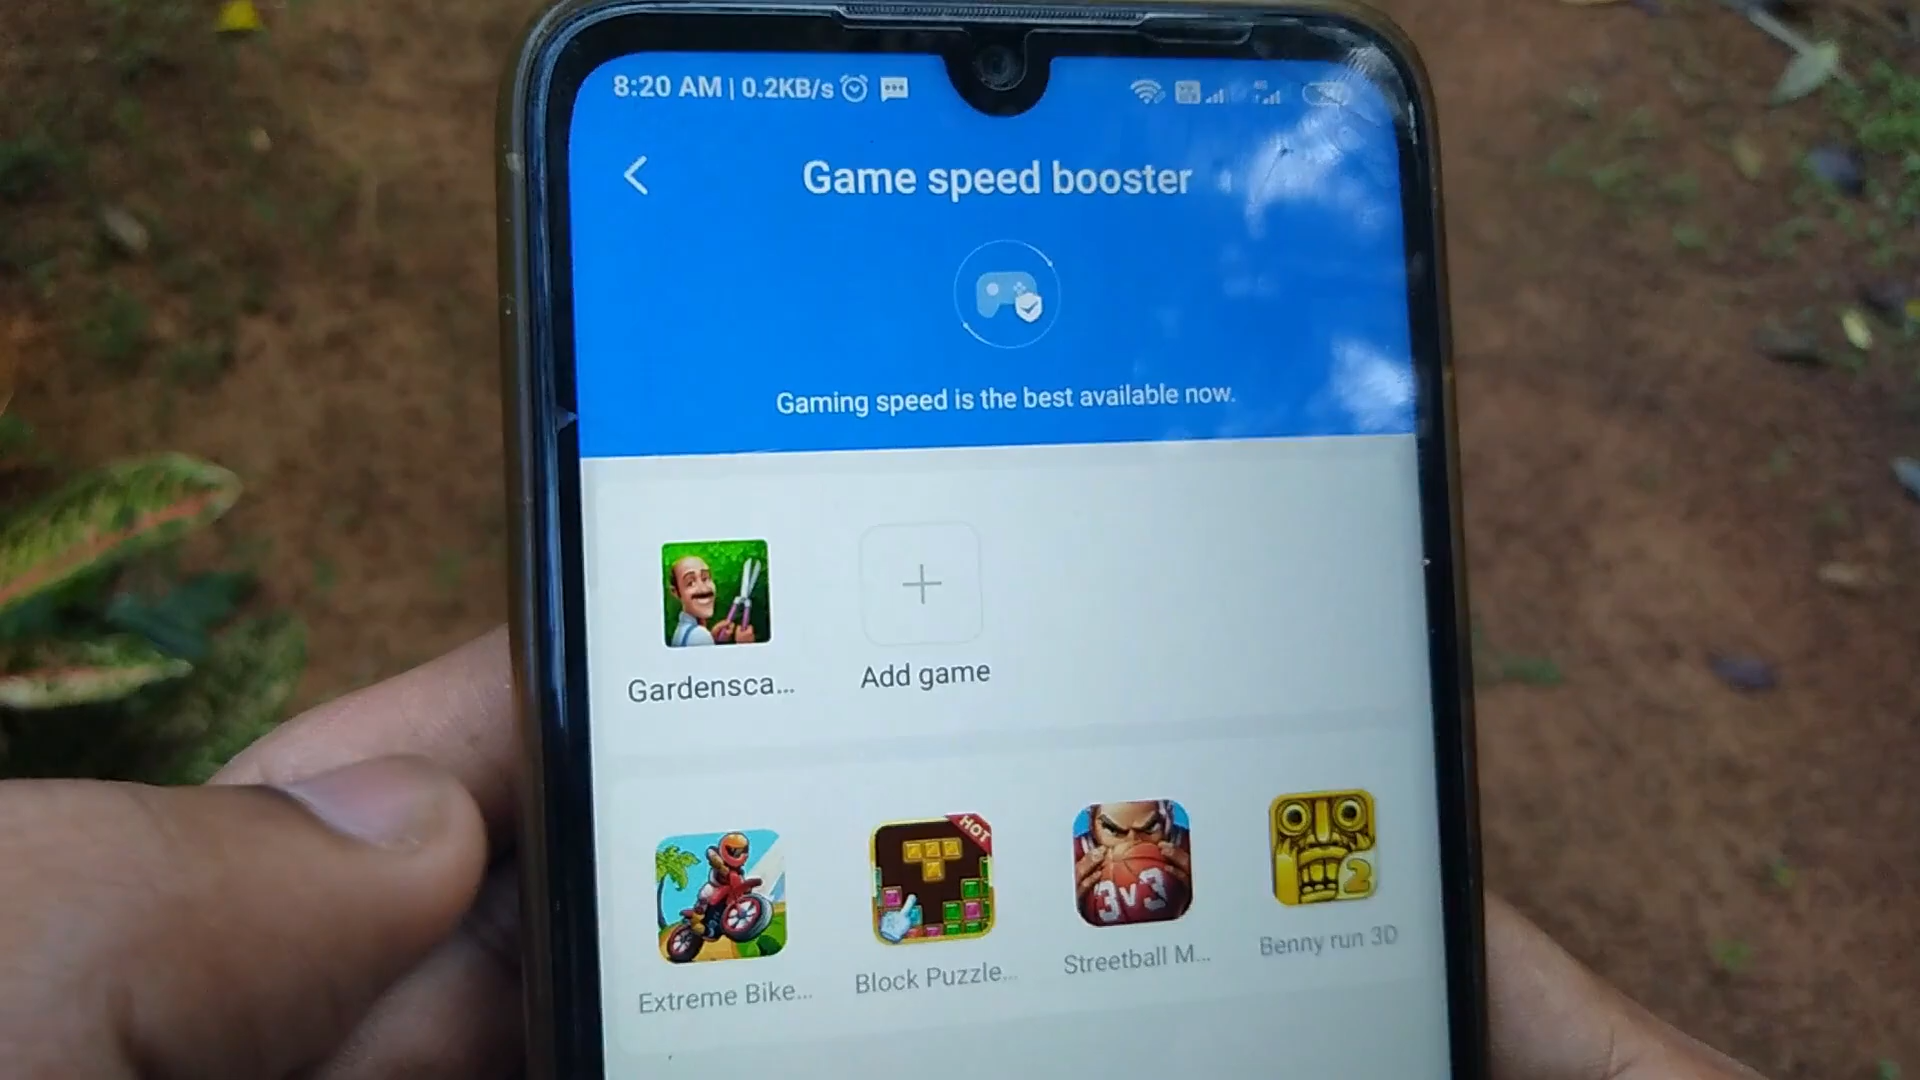 8:20 AM | 0.2KB/s
Game speed booster
Gaming speed is the best available now.
Gardensca...
Add game
HOT
3v3
2
Extreme Bike...
Block Puzzle...
Streetball M...
Benny run 3D